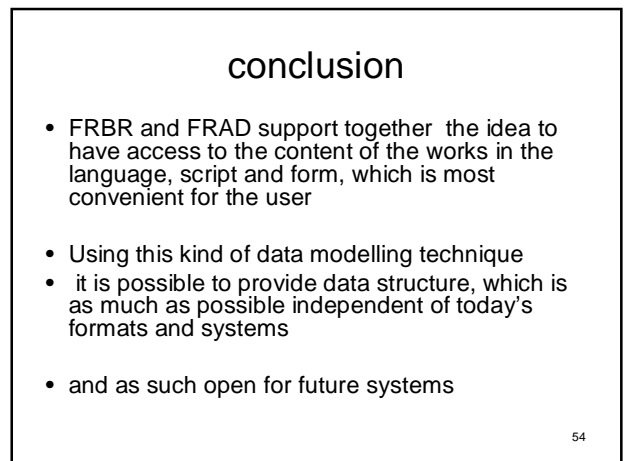 conclusion
• FRBR and FRAD support together the idea to
have access to the content of the works in the
language, script and form, which is most
convenient for the user
• Using this kind of data modelling technique
• it is possible to provide data structure, which is
as much as possible independent of today's
formats and systems
• and as such open for future systems
54